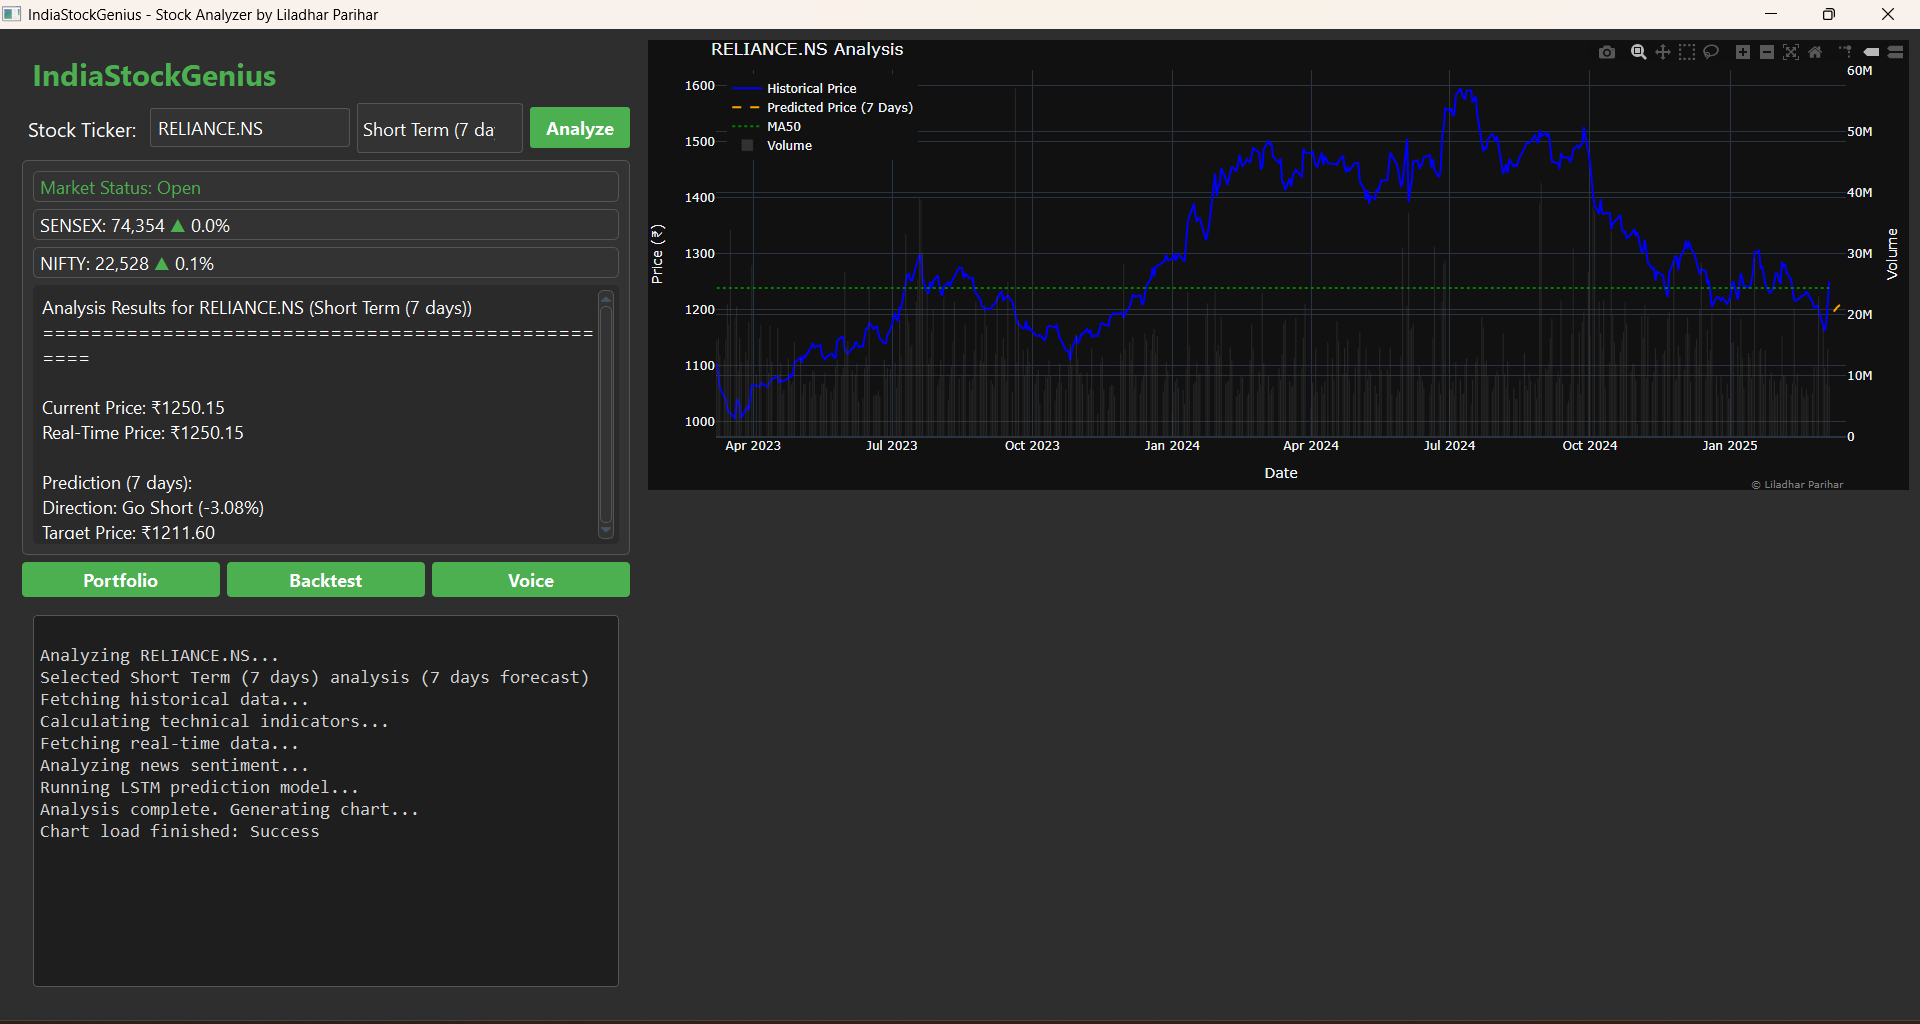 IndiaStockGenius - Stock Analyzer by Liladhar Parihar
IndiaStockGenius
Stock Ticker: RELIANCE.NS Short Term (7 da Analyze
Market Status: Open
SENSEX: 74,354 ▲ 0.0%
NIFTY: 22,528 ▲ 0.1%
Analysis Results for RELIANCE.NS (Short Term (7 days))
==============================================
====
Current Price: ₹1250.15
Real-Time Price: ₹1250.15
Prediction (7 days):
Direction: Go Short (-3.08%)
Target Price: ₹1211.60
Portfolio Backtest Voice
Analyzing RELIANCE.NS...
Selected Short Term (7 days) analysis (7 days forecast)
Fetching historical data...
Calculating technical indicators...
Fetching real-time data...
Analyzing news sentiment...
Running LSTM prediction model...
Analysis complete. Generating chart...
Chart load finished: Success
RELIANCE.NS Analysis
Historical Price
Predicted Price (7 Days)
MA50
Volume
Price (₹)
1600
1500
1400
1300
1200
1100
1000
60M
50M
40M
30M
20M
10M
0
Volume
Apr 2023 Jul 2023 Oct 2023 Jan 2024 Apr 2024 Jul 2024 Oct 2024 Jan 2025
Date
© Liladhar Parihar